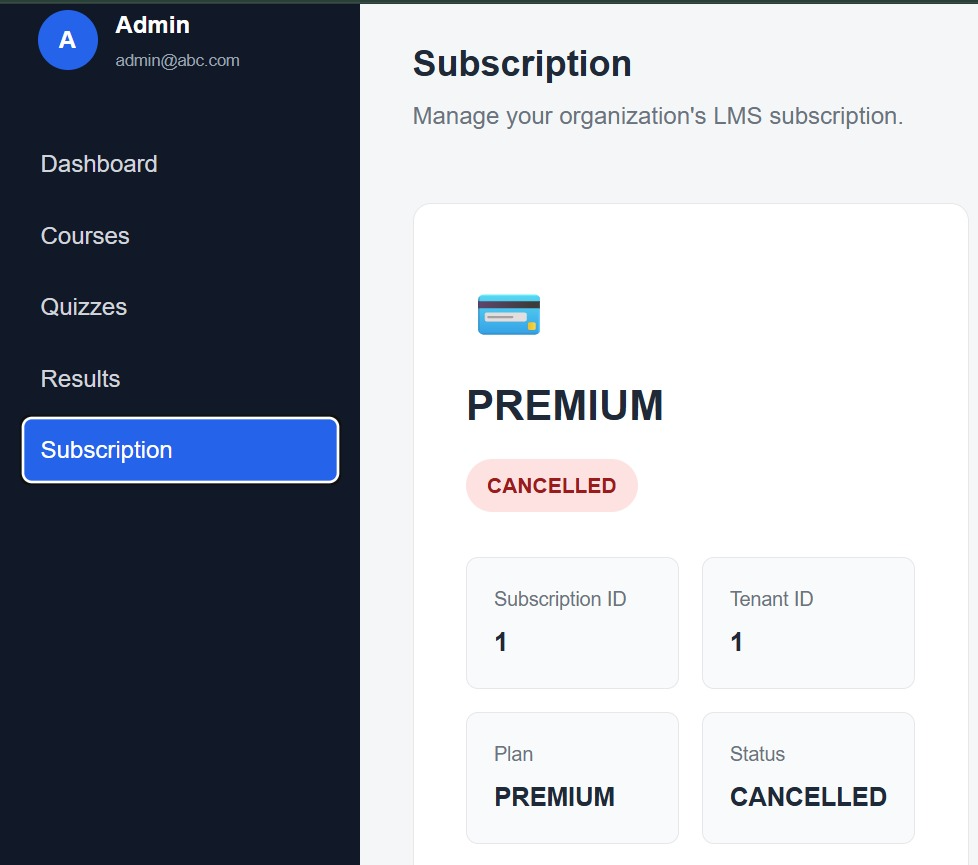 A
Admin
admin@abc.com
Dashboard
Courses
Quizzes
Results
Subscription
Subscription
Manage your organization's LMS subscription.
PREMIUM
CANCELLED
Subscription ID
1
Tenant ID
1
Plan
PREMIUM
Status
CANCELLED